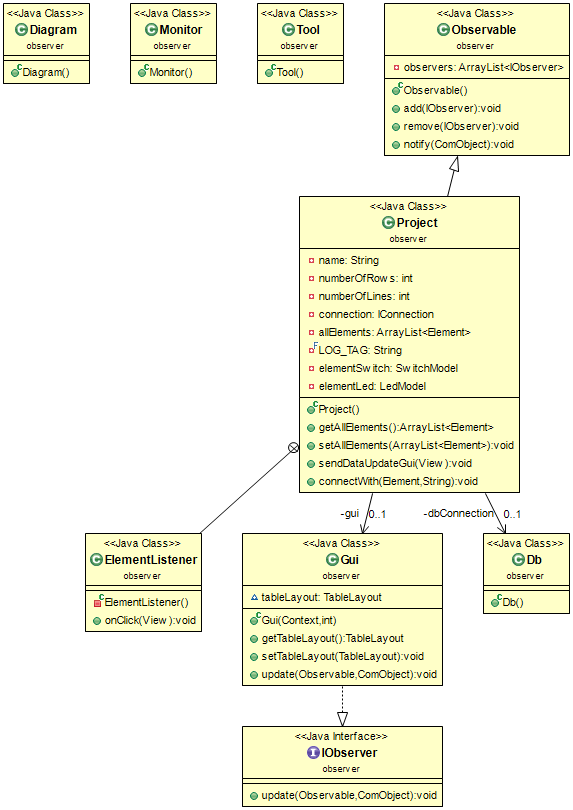 <<Java Class>>
Diagram
observer
Diagram()
<<Java Class>>
Monitor
observer
Monitor()
<<Java Class>>
Tool
observer
Tool()
<<Java Class>>
Observable
observer
observers: ArrayList<IObserver>
Observable()
add(IObserver):void
remove(IObserver):void
notify(ComObject):void
<<Java Class>>
Project
observer
name: String
numberOfRows: int
numberOfLines: int
connection: IConnection
allElements: ArrayList<Element>
LOG_TAG: String
elementSwitch: SwitchModel
elementLed: LedModel
Project()
getAllElements():ArrayList<Element>
setAllElements(ArrayList<Element>):void
sendDataUpdateGui(View):void
connectWith(Element,String):void
-gui 0..1
-dbConnection 0..1
<<Java Class>>
ElementListener
observer
ElementListener()
onClick(View):void
<<Java Class>>
Gui
observer
tableLayout: TableLayout
Gui(Context,int)
getTableLayout():TableLayout
setTableLayout(TableLayout):void
update(Observable,ComObject):void
<<Java Class>>
Db
observer
Db()
<<Java Interface>>
IObserver
observer
update(Observable,ComObject):void